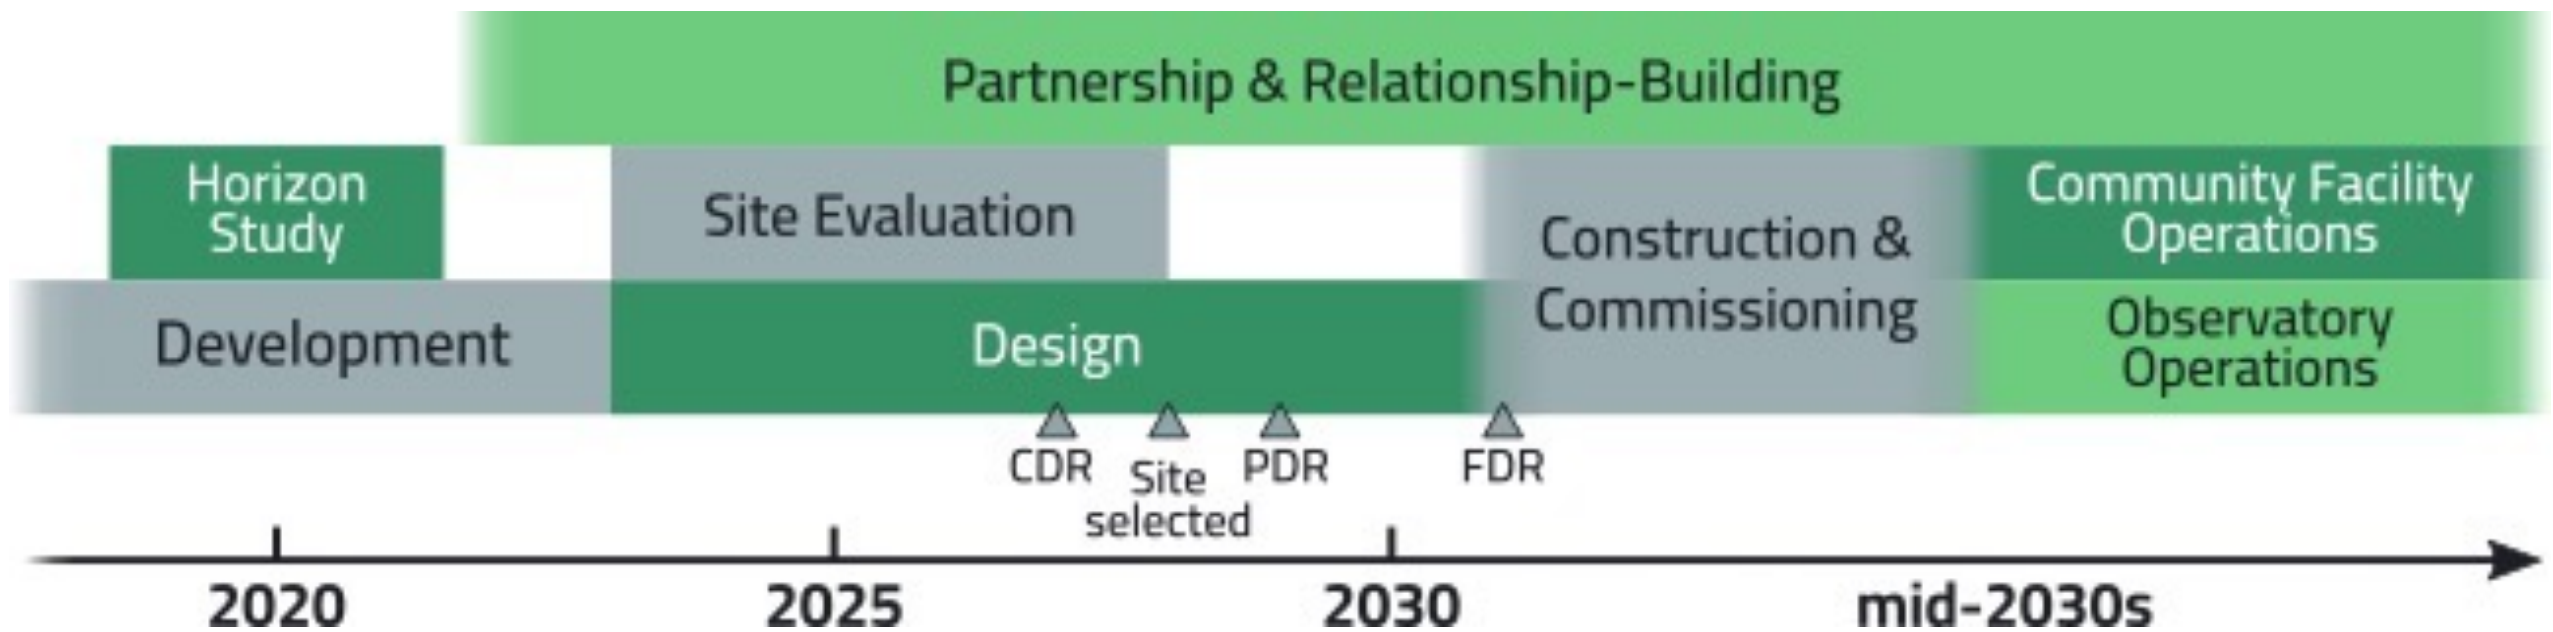 Partnership & Relationship-Building
Horizon
Study
Site Evaluation
Construction &
Commissioning
Community Facility
Operations
Development
Design
Observatory
Operations
CDR
Site
selected
PDR
FDR
2020
2025
2030
mid-2030s